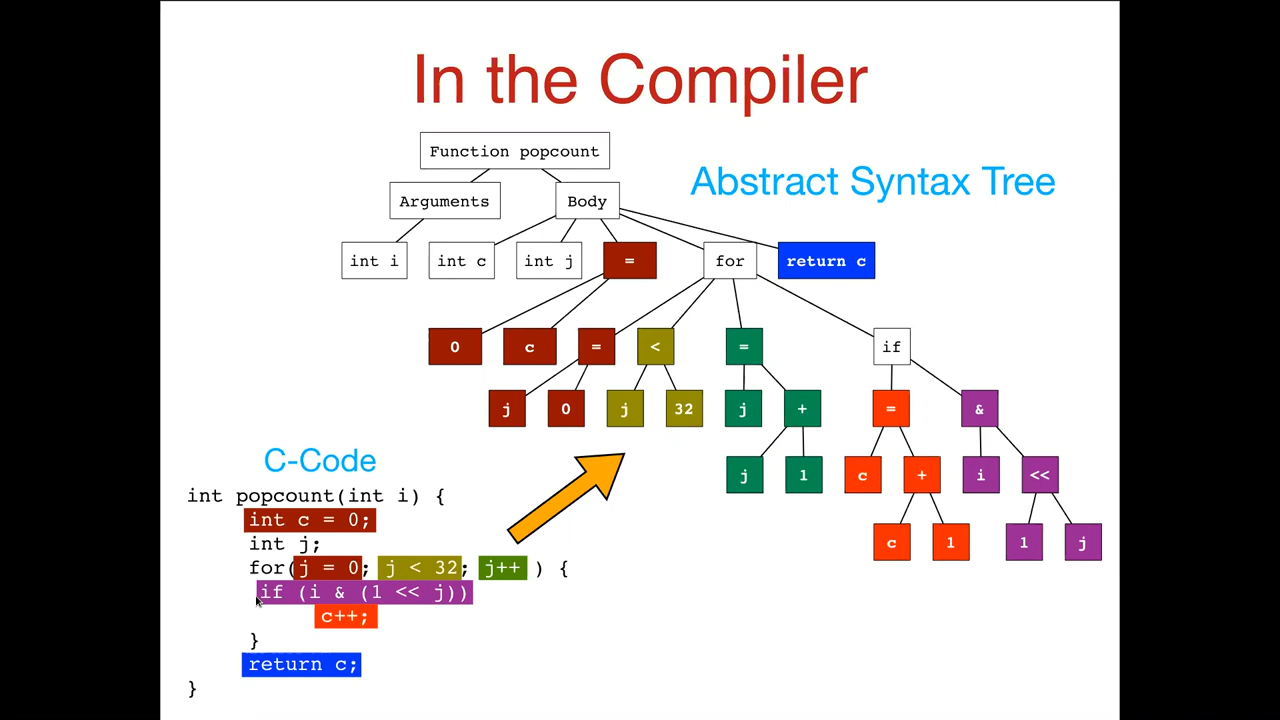 In the Compiler
Function popcount
Abstract Syntax Tree
Arguments Body
int i int c int j = for return c
0 c = < = if
j 0 j 32 j + = &
j 1 c + i <<
c 1 1 j
C-Code
int popcount(int i) {
int c = 0;
int j;
for(j = 0; j < 32; j++ ) {
if (i & (1 << j))
c++;
}
return c;
}